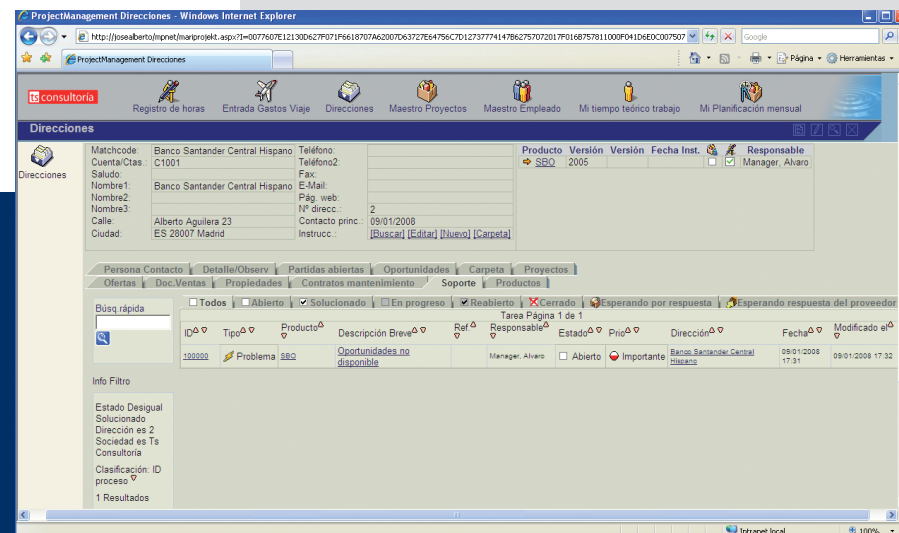 ProjectManagement Direcciones - Windows Internet Explorer
Google
ProjectManagement Direcciones
Página
Herramientas
ts consultoría
Registro de horas Entrada Gastos Viaje Direcciones Maestro Proyectos Maestro Empleado Mi tiempo teórico trabajo Mi Planificación mensual
Direcciones
Direcciones
Matchcode: Banco Santander Central Hispano Teléfono: Producto Versión Versión Fecha Inst. Responsable
Cuenta/Ctas.: C1001 Teléfono2: SBO 2005 Manager, Alvaro
Saludo: Fax:
Nombre1: Banco Santander Central Hispano E-Mail:
Nombre2: Pág. web:
Nombre3: Nº direcc.: 2
Calle: Alberto Aguilera 23 Contacto princ.: 09/01/2008
Ciudad: ES 28007 Madrid Instrucc.: [Buscar] [Editar] [Nuevo] [Carpeta]
Persona Contacto Detalle/Observ Partidas abiertas Oportunidades Carpeta Proyectos
Ofertas Doc.Ventas Propiedades Contratos mantenimiento Soporte Productos
Búsq.rápida
Todos Abierto Solucionado En progreso Reabierto Cerrado Esperando por respuesta Esperando respuesta del proveedor
Tarea Página 1 de 1
ID Tipo Producto Descripción Breve Ref Responsable Estado Prio Dirección Fecha Modificado el
100000 Problema SBO Oportunidades no disponible Manager, Alvaro Abierto Importante Banco Santander Central Hispano 09/01/2008 17:31 09/01/2008 17:32
Info Filtro
Estado Desigual
Solucionado
Dirección es 2
Sociedad es Ts
Consultoría
Clasificación: ID
proceso
1 Resultados
Intranet local
100%